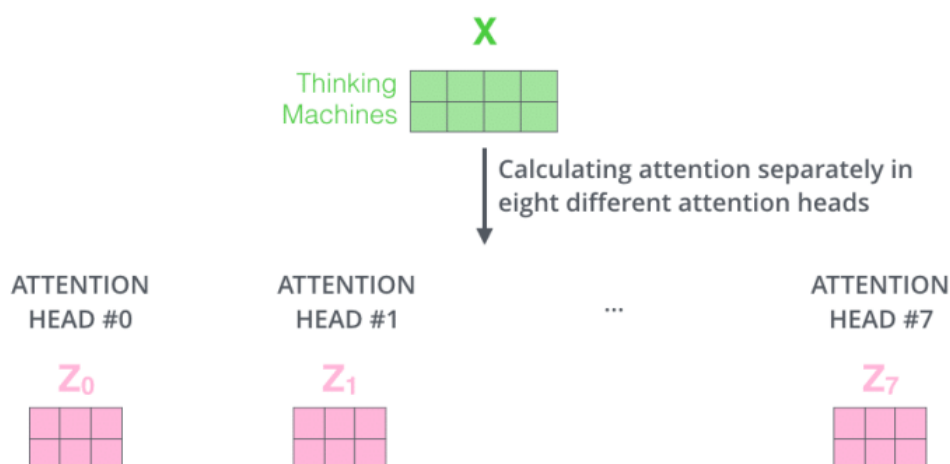 X
Thinking
Machines
Calculating attention separately in
eight different attention heads
ATTENTION
HEAD #0
ATTENTION
HEAD #1
...
ATTENTION
HEAD #7
Z0
Z1
Z7